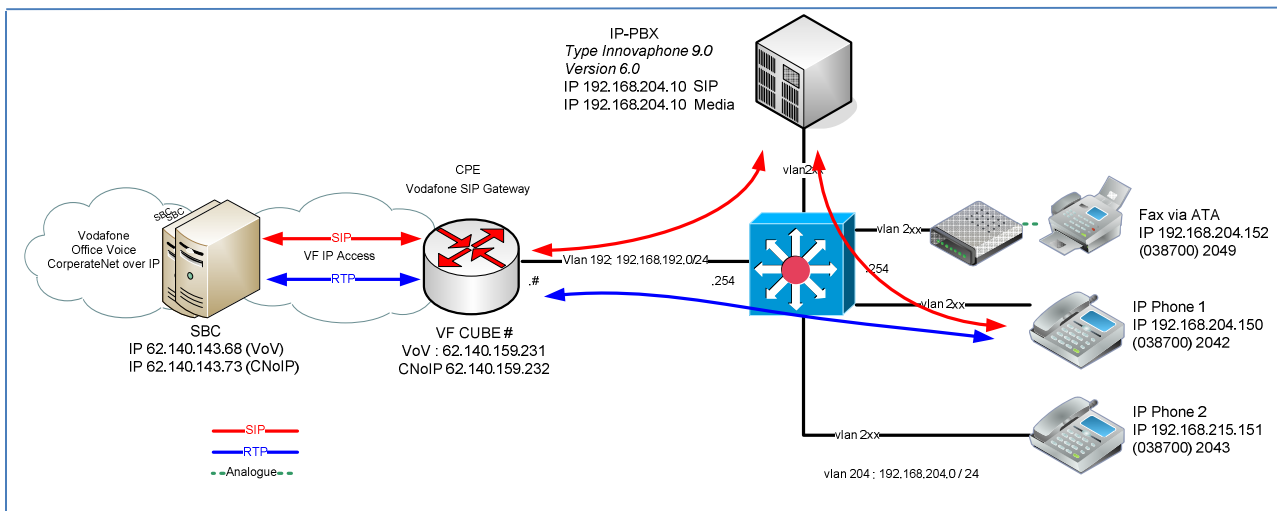 IP-PBX
Type Innovaphone 9.0
Version 6.0
IP 192.168.204.10 SIP
IP 192.168.204.10 Media
CPE
Vodafone SIP Gateway
vlan2xx
SBC
SBC
Vodafone
Office Voice
CorperateNet over IP
SIP
VF IP Access
RTP
Vlan 192; 192.168.192.0/24
.#
.254
.254
vlan 2xx
Fax via ATA
IP 192.168.204.152
(038700) 2049
vlan 2xx
IP Phone 1
IP 192.168.204.150
(038700) 2042
SBC
IP 62.140.143.68 (VoV)
IP 62.140.143.73 (CNoIP)
VF CUBE #
VoV : 62.140.159.231
CNoIP 62.140.159.232
vlan 2xx
IP Phone 2
IP 192.168.215.151
(038700) 2043
SIP
RTP
Analogue
vlan 204 : 192.168.204.0 / 24